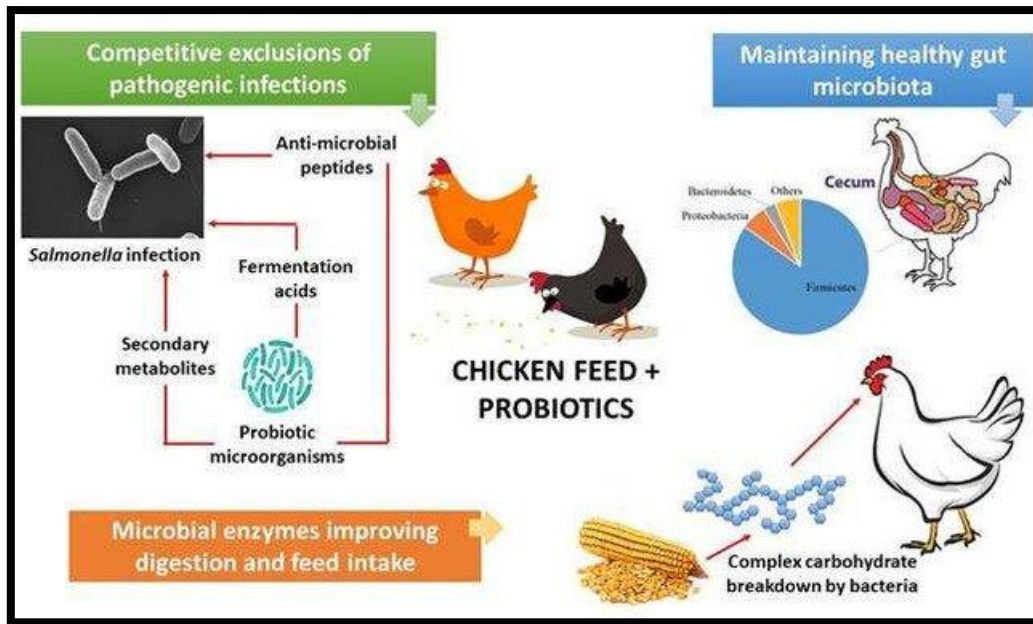 Competitive exclusions of
pathogenic infections
Anti-microbial
peptides
Salmonella infection
Fermentation
acids
Secondary
metabolites
Probiotic
microorganisms
CHICKEN FEED +
PROBIOTICS
Maintaining healthy gut
microbiota
Cecum
Bacteroidetes
Others
Proteobacteria
Firmicutes
Microbial enzymes improving
digestion and feed intake
Complex carbohydrate
breakdown by bacteria